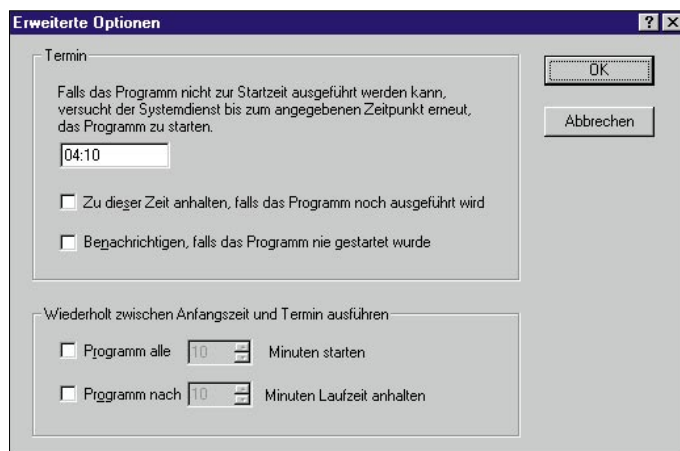 Erweiterte Optionen
Termin
Falls das Programm nicht zur Startzeit ausgeführt werden kann,
versucht der Systemdienst bis zum angegebenen Zeitpunkt erneut,
das Programm zu starten.
04:10
Zu dieser Zeit anhalten, falls das Programm noch ausgeführt wird
Benachrichtigen, falls das Programm nie gestartet wurde
OK
Abbrechen
Wiederholt zwischen Anfangszeit und Termin ausführen
Programm alle 10 Minuten starten
Programm nach 10 Minuten Laufzeit anhalten